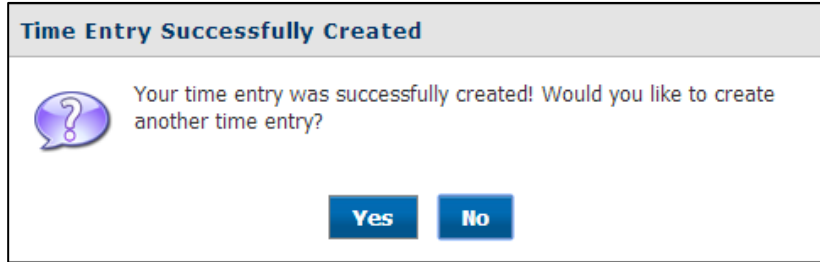 Time Entry Successfully Created
Your time entry was successfully created! Would you like to create
another time entry?
Yes No